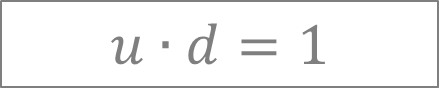 u · d = 1